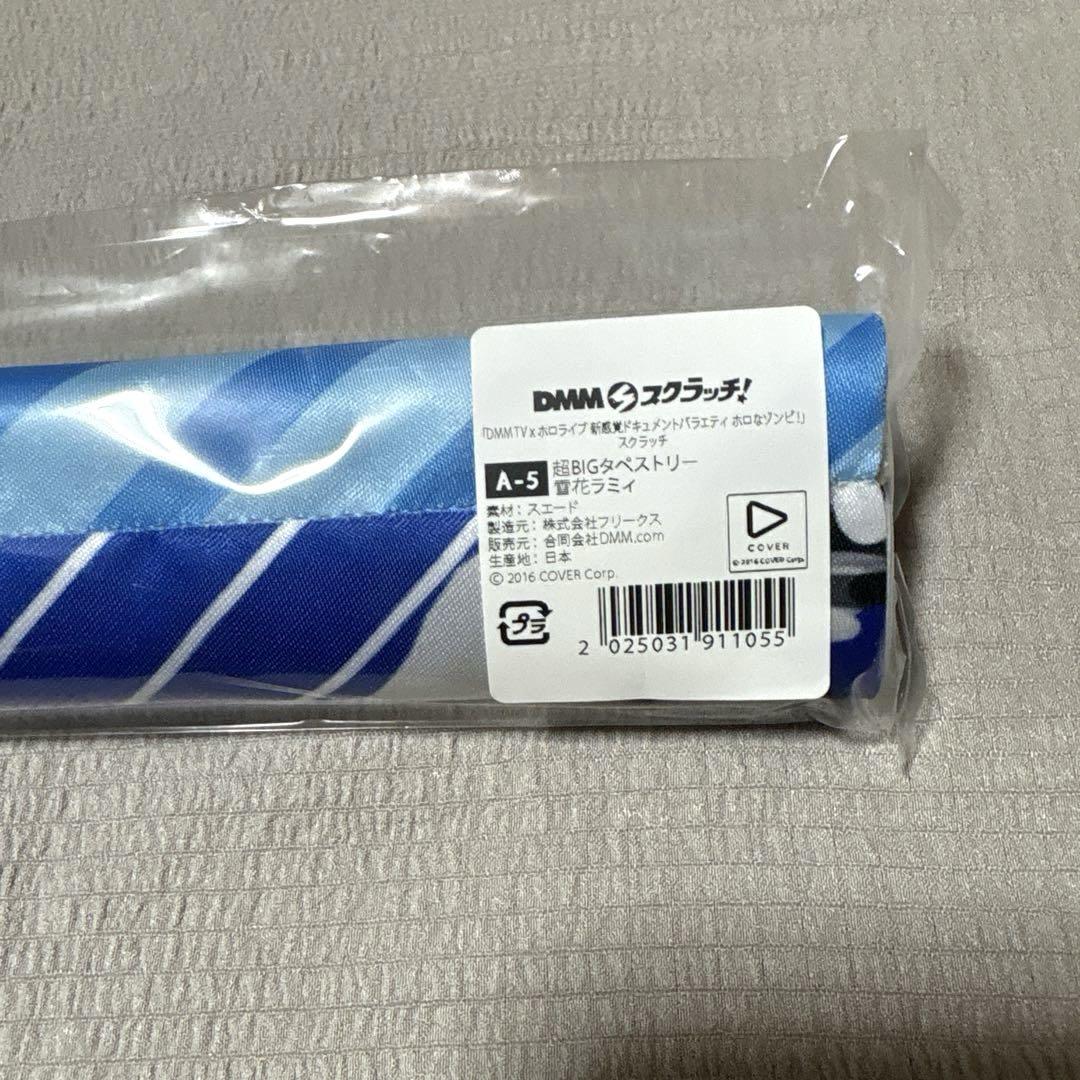 DMMスクラッチ!
「DMM TV x ホロライブ 新感覚ドキュメントバラエティ ホロなゾンビ!」
スクラッチ
A-5
超BIGタペストリー
雪花ラミィ
素材：スエード
製造元：株式会社フリークス
販売元：合同会社DMM.com
生産地：日本
© 2016 COVER Corp.
COVER
© 2016 COVER Corp.
プラ
2 025031 911055